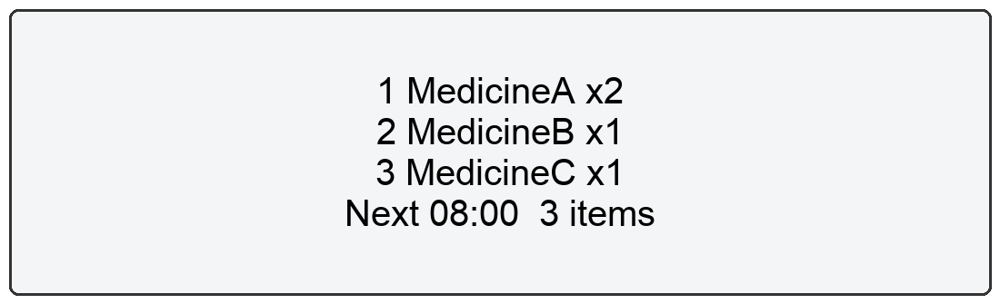 1 MedicineA x2
2 MedicineB x1
3 MedicineC x1
Next 08:00  3 items